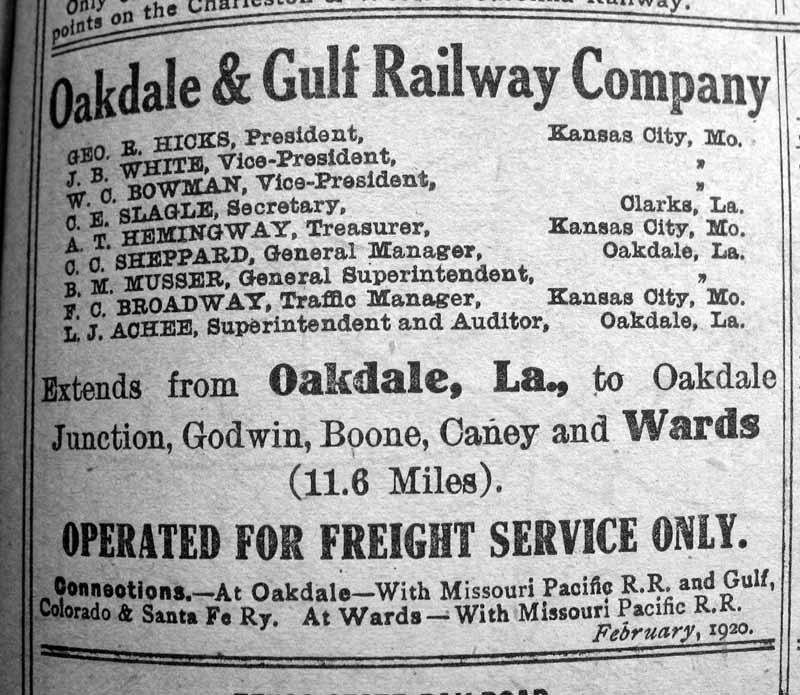 Only
points on the Charleston & Railway.
Oakdale & Gulf Railway Company
GEO. R. HICKS, President, Kansas City, Mo.
J. B. WHITE, Vice-President, "
W. C. BOWMAN, Vice-President, "
C. E. SLAGLE, Secretary, Clarks, La.
A. T. HEMINGWAY, Treasurer, Kansas City, Mo.
C. C. SHEPPARD, General Manager, Oakdale, La.
B. M. MUSSER, General Superintendent, "
F. C. BROADWAY, Traffic Manager, Kansas City, Mo.
L. J. ACHEE, Superintendent and Auditor, Oakdale, La.
Extends from Oakdale, La., to Oakdale
Junction, Godwin, Boone, Caney and Wards
(11.6 Miles).
OPERATED FOR FREIGHT SERVICE ONLY.
Connections.—At Oakdale—With Missouri Pacific R.R. and Gulf,
Colorado & Santa Fe Ry. At Wards—With Missouri Pacific R.R.
February, 1920.